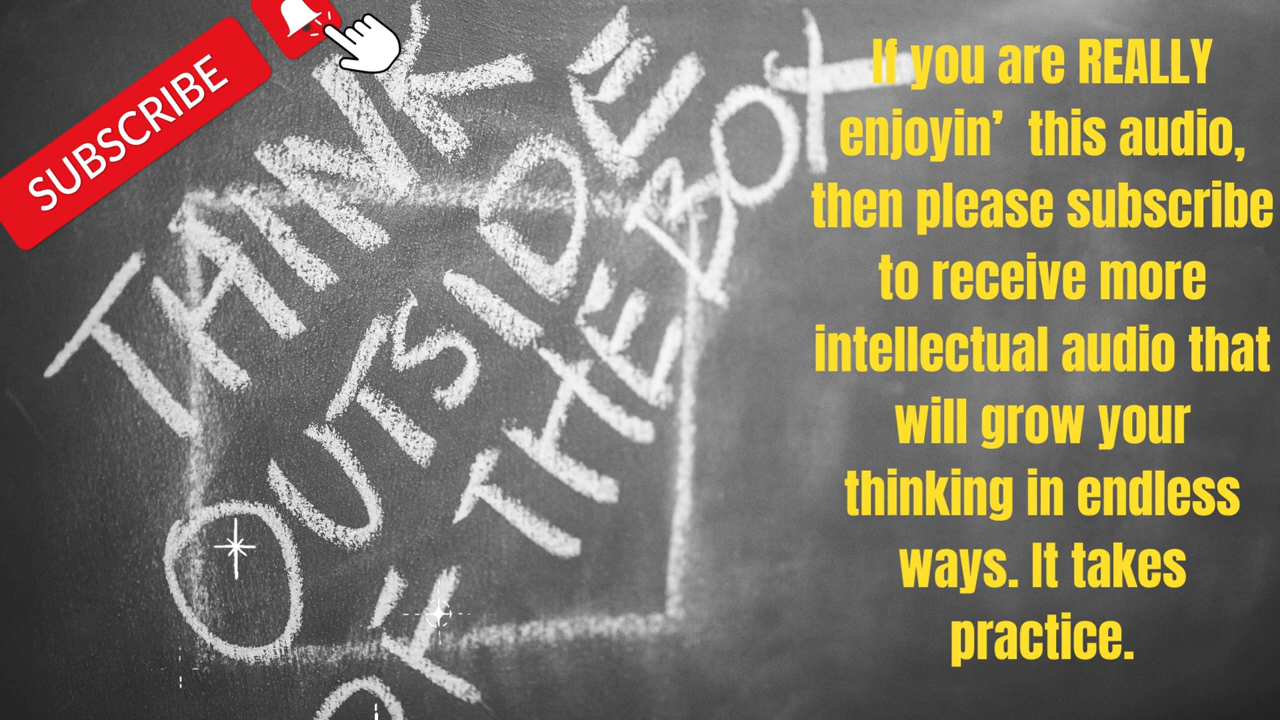 SUBSCRIBE
THINK
OUTSIDE
OF THE BOX
If you are REALLY
enjoyin’ this audio,
then please subscribe
to receive more
intellectual audio that
will grow your
thinking in endless
ways. It takes
practice.